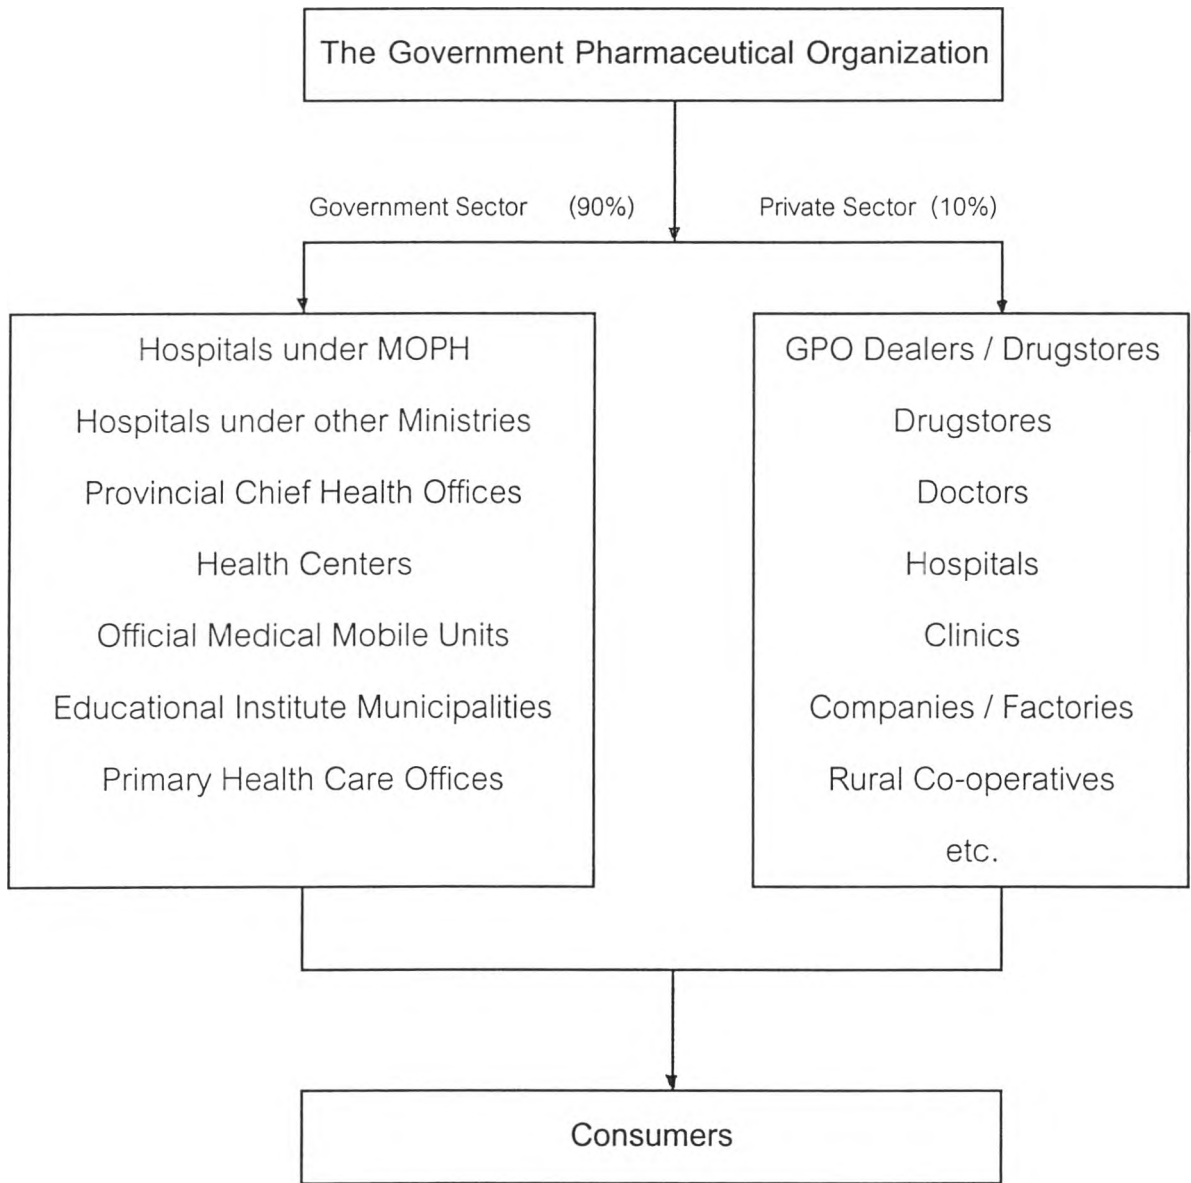 The Government Pharmaceutical Organization
Government Sector (90%)
Private Sector (10%)
Hospitals under MOPH
Hospitals under other Ministries
Provincial Chief Health Offices
Health Centers
Official Medical Mobile Units
Educational Institute Municipalities
Primary Health Care Offices
GPO Dealers / Drugstores
Drugstores
Doctors
Hospitals
Clinics
Companies / Factories
Rural Co-operatives
etc.
Consumers